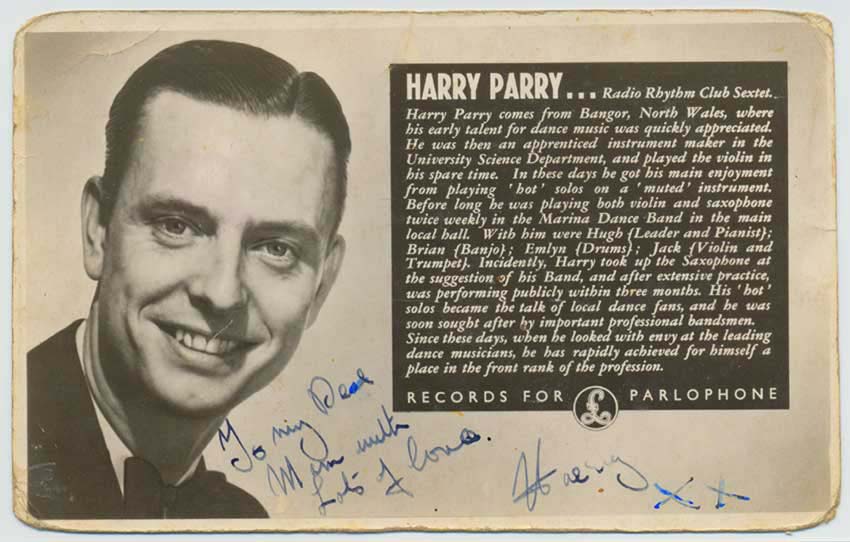 HARRY PARRY... Radio Rhythm Club Sextet.
Harry Parry comes from Bangor, North Wales, where
his early talent for dance music was quickly appreciated.
He was then an apprenticed instrument maker in the
University Science Department, and played the violin in
his spare time. In these days he got his main enjoyment
from playing 'hot' solos on a 'muted' instrument.
Before long he was playing both violin and saxophone
twice weekly in the Marina Dance Band in the main
local hall. With him were Hugh {Leader and Pianist};
Brian {Banjo}; Emlyn {Drums}; Jack {Violin and
Trumpet}. Incidently, Harry took up the Saxophone at
the suggestion of his Band, and after extensive practice,
was performing publicly within three months. His 'hot'
solos became the talk of local dance fans, and he was
soon sought after by important professional bandsmen.
Since these days, when he looked with envy at the leading
dance musicians, he has rapidly achieved for himself a
place in the front rank of the profession.
RECORDS FOR £ PARLOPHONE
To my Dear
Mam with
Lots of love.
Harry X X